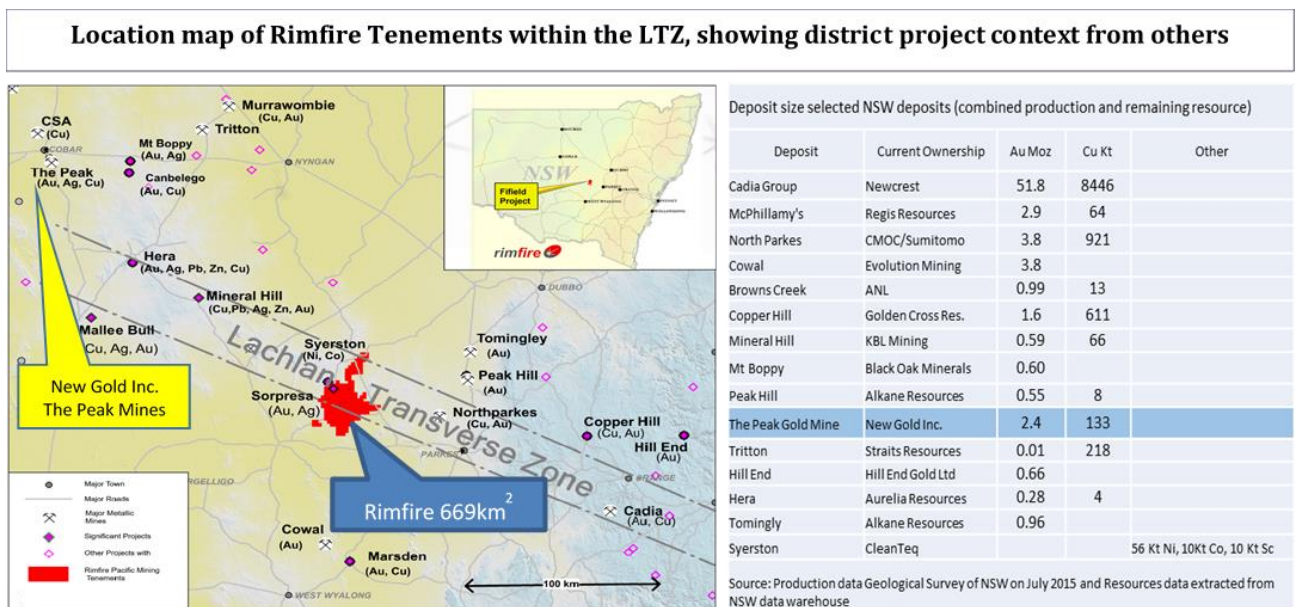 Location map of Rimfire Tenements within the LTZ, showing district project context from others
CSA
(Cu)
COBAR
The Peak
(Au, Ag, Cu)
Murrawombie
(Cu, Au)
Tritton
Mt Boppy
(Au, Ag)
Canbelego
(Au, Cu)
NYNGAN
Hera
(Au, Ag, Pb, Zn, Cu)
Mineral Hill
(Cu,Pb, Ag, Zn, Au)
Mallee Bull
Cu, Ag, Au)
New Gold Inc.
The Peak Mines
Syerston
(Ni, Co)
Sorpresa
(Au, Ag)
Lachlan Transverse Zone
DUBBO
Tomingley
(Au)
Peak Hill
(Au)
Northparkes
(Cu, Au)
PARKES
Copper Hill
(Cu, Au)
Hill End
(Au)
ORANGE
Cadia
(Au, Cu)
Rimfire 669km2
Cowal
(Au)
Marsden
(Au, Cu)
WEST WYALONG
100 km
RGELLIGO
NSW
Fifield
Project
rimfire
Major Town
Major Roads
Major Metallic
Mines
Significant Projects
Other Projects with
Rimfire Pacific Mining
Tenements
Deposit size selected NSW deposits (combined production and remaining resource)
Deposit Current Ownership Au Moz Cu Kt Other
Cadia Group Newcrest 51.8 8446
McPhillamy's Regis Resources 2.9 64
North Parkes CMOC/Sumitomo 3.8 921
Cowal Evolution Mining 3.8
Browns Creek ANL 0.99 13
Copper Hill Golden Cross Res. 1.6 611
Mineral Hill KBL Mining 0.59 66
Mt Boppy Black Oak Minerals 0.60
Peak Hill Alkane Resources 0.55 8
The Peak Gold Mine New Gold Inc. 2.4 133
Tritton Straits Resources 0.01 218
Hill End Hill End Gold Ltd 0.66
Hera Aurelia Resources 0.28 4
Tomingly Alkane Resources 0.96
Syerston CleanTeq 56 Kt Ni, 10Kt Co, 10 Kt Sc
Source: Production data Geological Survey of NSW on July 2015 and Resources data extracted from
NSW data warehouse